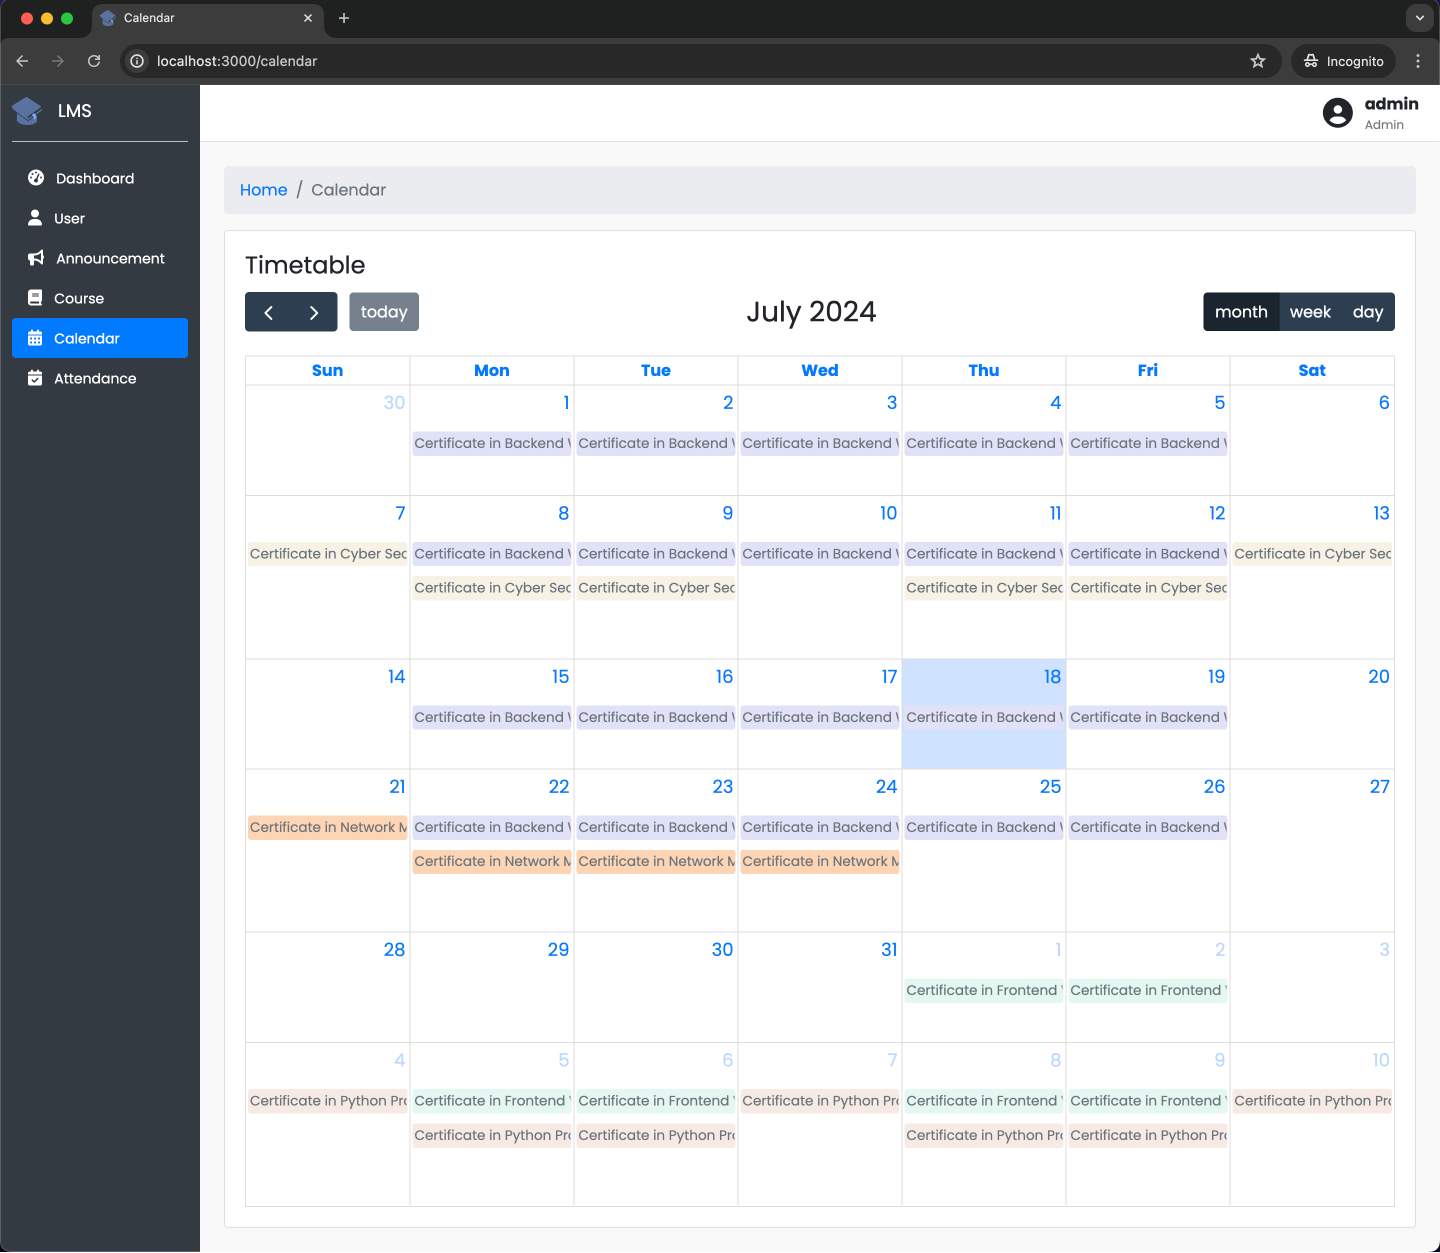 Calendar
localhost:3000/calendar
Incognito
LMS
admin
Admin
Dashboard
User
Announcement
Course
Calendar
Attendance
Home / Calendar
Timetable
today
July 2024
month week day
Sun Mon Tue Wed Thu Fri Sat
30 1 2 3 4 5 6
Certificate in Backend Certificate in Backend Certificate in Backend Certificate in Backend Certificate in Backend
7 8 9 10 11 12 13
Certificate in Cyber Sec Certificate in Backend Certificate in Backend Certificate in Backend Certificate in Backend Certificate in Backend Certificate in Cyber Sec
Certificate in Cyber Sec Certificate in Cyber Sec Certificate in Cyber Sec Certificate in Cyber Sec
14 15 16 17 18 19 20
Certificate in Backend Certificate in Backend Certificate in Backend Certificate in Backend Certificate in Backend
21 22 23 24 25 26 27
Certificate in Network M Certificate in Backend Certificate in Backend Certificate in Backend Certificate in Backend Certificate in Backend
Certificate in Network M Certificate in Network M Certificate in Network M
28 29 30 31 1 2 3
Certificate in Frontend Certificate in Frontend
4 5 6 7 8 9 10
Certificate in Python Pro Certificate in Frontend Certificate in Frontend Certificate in Python Pro Certificate in Frontend Certificate in Frontend Certificate in Python Pro
Certificate in Python Pro Certificate in Python Pro Certificate in Python Pro Certificate in Python Pro